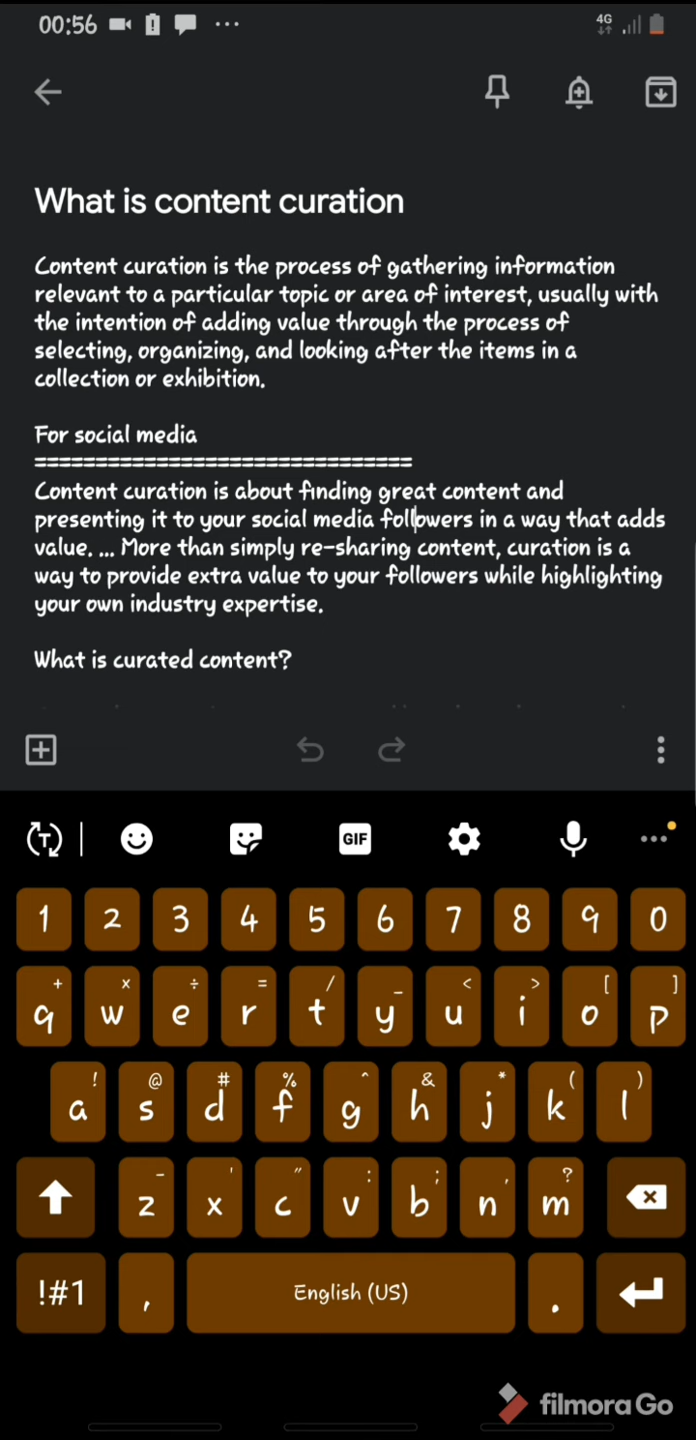 00:56
4G
What is content curation
Content curation is the process of gathering information
relevant to a particular topic or area of interest, usually with
the intention of adding value through the process of
selecting, organizing, and looking after the items in a
collection or exhibition.
For social media
===============================
Content curation is about finding great content and
presenting it to your social media followers in a way that adds
value. ... More than simply re-sharing content, curation is a
way to provide extra value to your followers while highlighting
your own industry expertise.
What is curated content?
T
GIF
1 2 3 4 5 6 7 8 9 0
+ × ÷ = / _ < > [ ]
q w e r t y u i o p
! @ # % ^ & * ( )
a s d f g h j k l
- ' " : ; , ?
z x c v b n m
!#1 , English (US) .
filmora Go